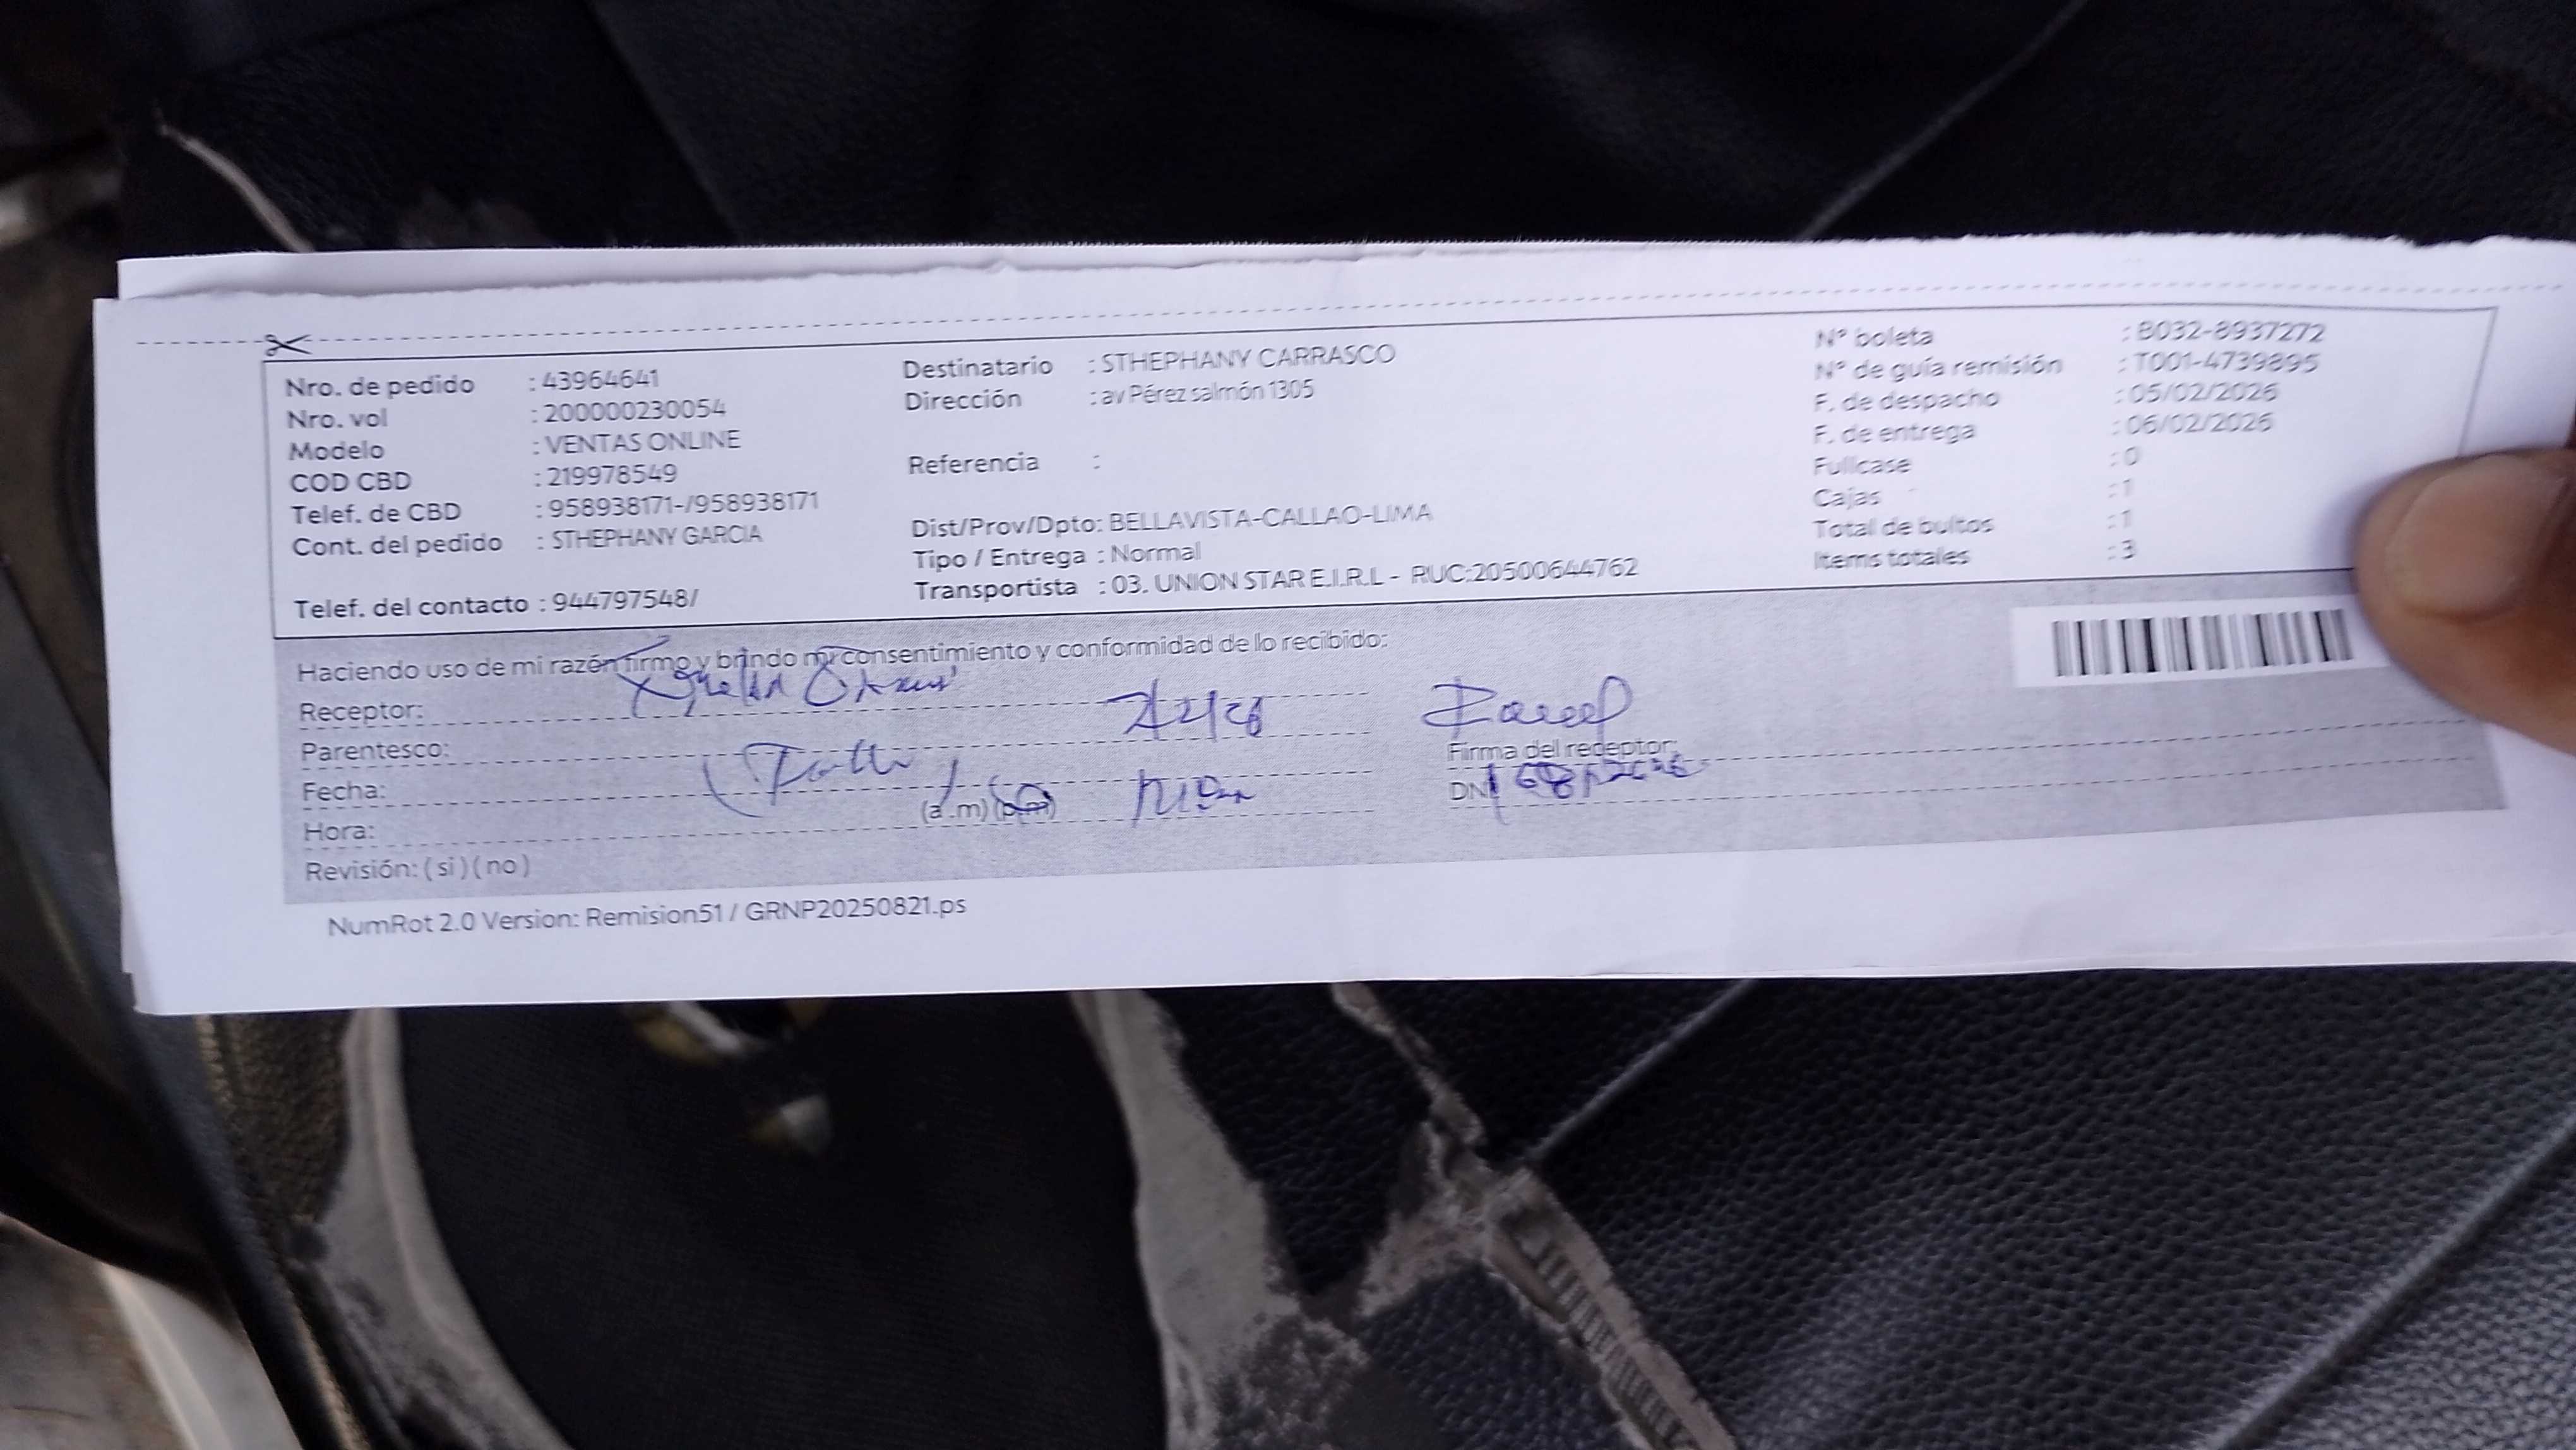 Nro. de pedido : 43964641
Nro. vol : 200000230054
Modelo : VENTAS ONLINE
COD CBD : 219978549
Telef. de CBD : 958938171-/958938171
Cont. del pedido : STHEPHANY GARCIA
Telef. del contacto : 944797548/
Destinatario : STHEPHANY CARRASCO
Dirección : av Pérez salmón 1305
Referencia :
Dist/Prov/Dpto: BELLAVISTA-CALLAO-LIMA
Tipo / Entrega : Normal
Transportista : 03. UNION STAR E.I.R.L - RUC:20500644762
Nº boleta : B032-8937272
Nº de guía remisión : T001-4739895
F. de despacho : 05/02/2026
F. de entrega : 06/02/2026
Fullcase : 0
Cajas : 1
Total de bultos : 1
Items totales : 3
Haciendo uso de mi razón firmo y brindo mi consentimiento y conformidad de lo recibido:
Receptor:
Parentesco:
Firma del receptor:
Fecha:
DNI
Hora: (a .m) (p.m)
Revisión: ( si ) ( no )
NumRot 2.0 Version: Remision51 / GRNP20250821.ps